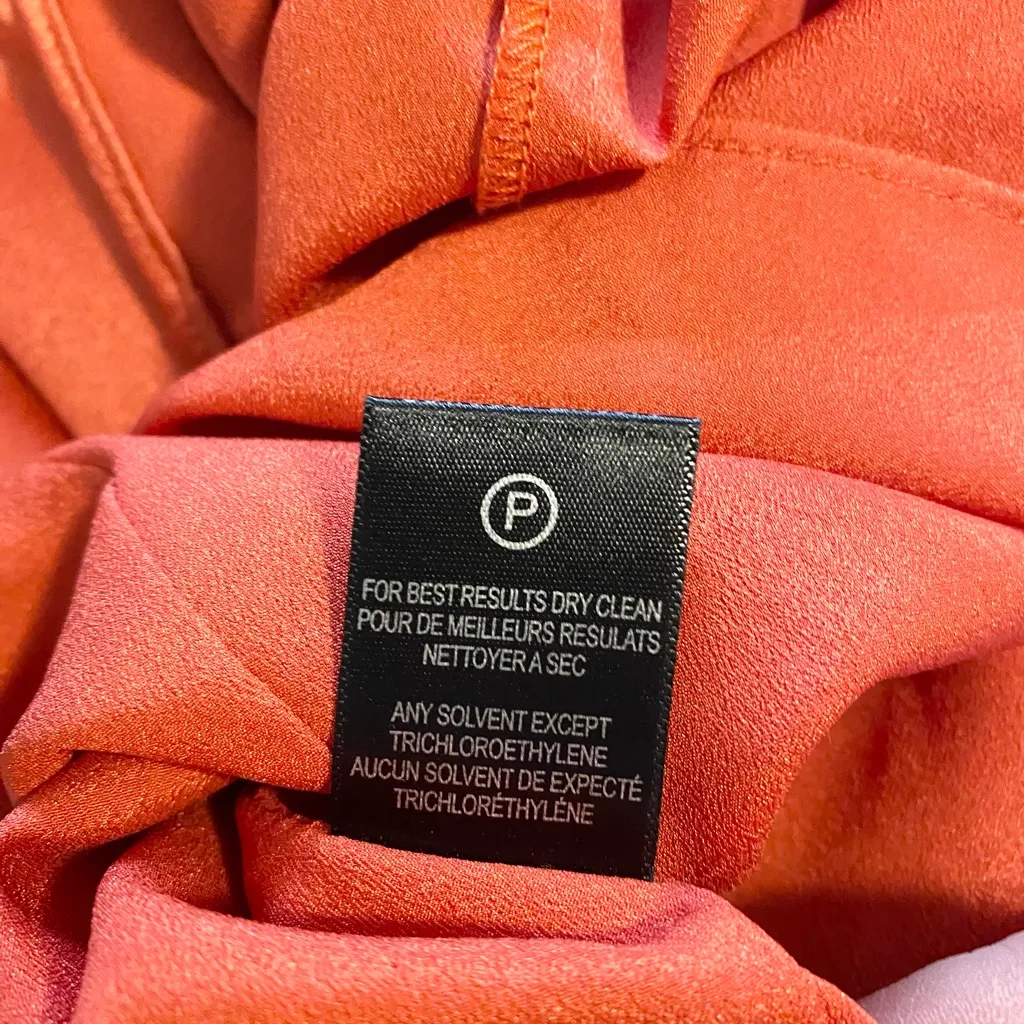 P
FOR BEST RESULTS DRY CLEAN
POUR DE MEILLEURS RESULATS
NETTOYER A SEC
ANY SOLVENT EXCEPT
TRICHLOROETHYLENE
AUCUN SOLVENT DE EXPECTÉ
TRICHLORÉTHYLÉNE